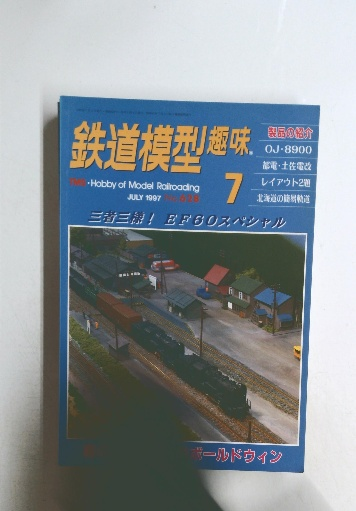 鉄道模型趣味
製品の紹介
OJ・8900
都電・土佐電改
レイアウト2題
北海道の簡易軌道
・Hobby of Model Railroading
JULY 1997
7
三者三様! EF60スペシャル
ボールドウィン